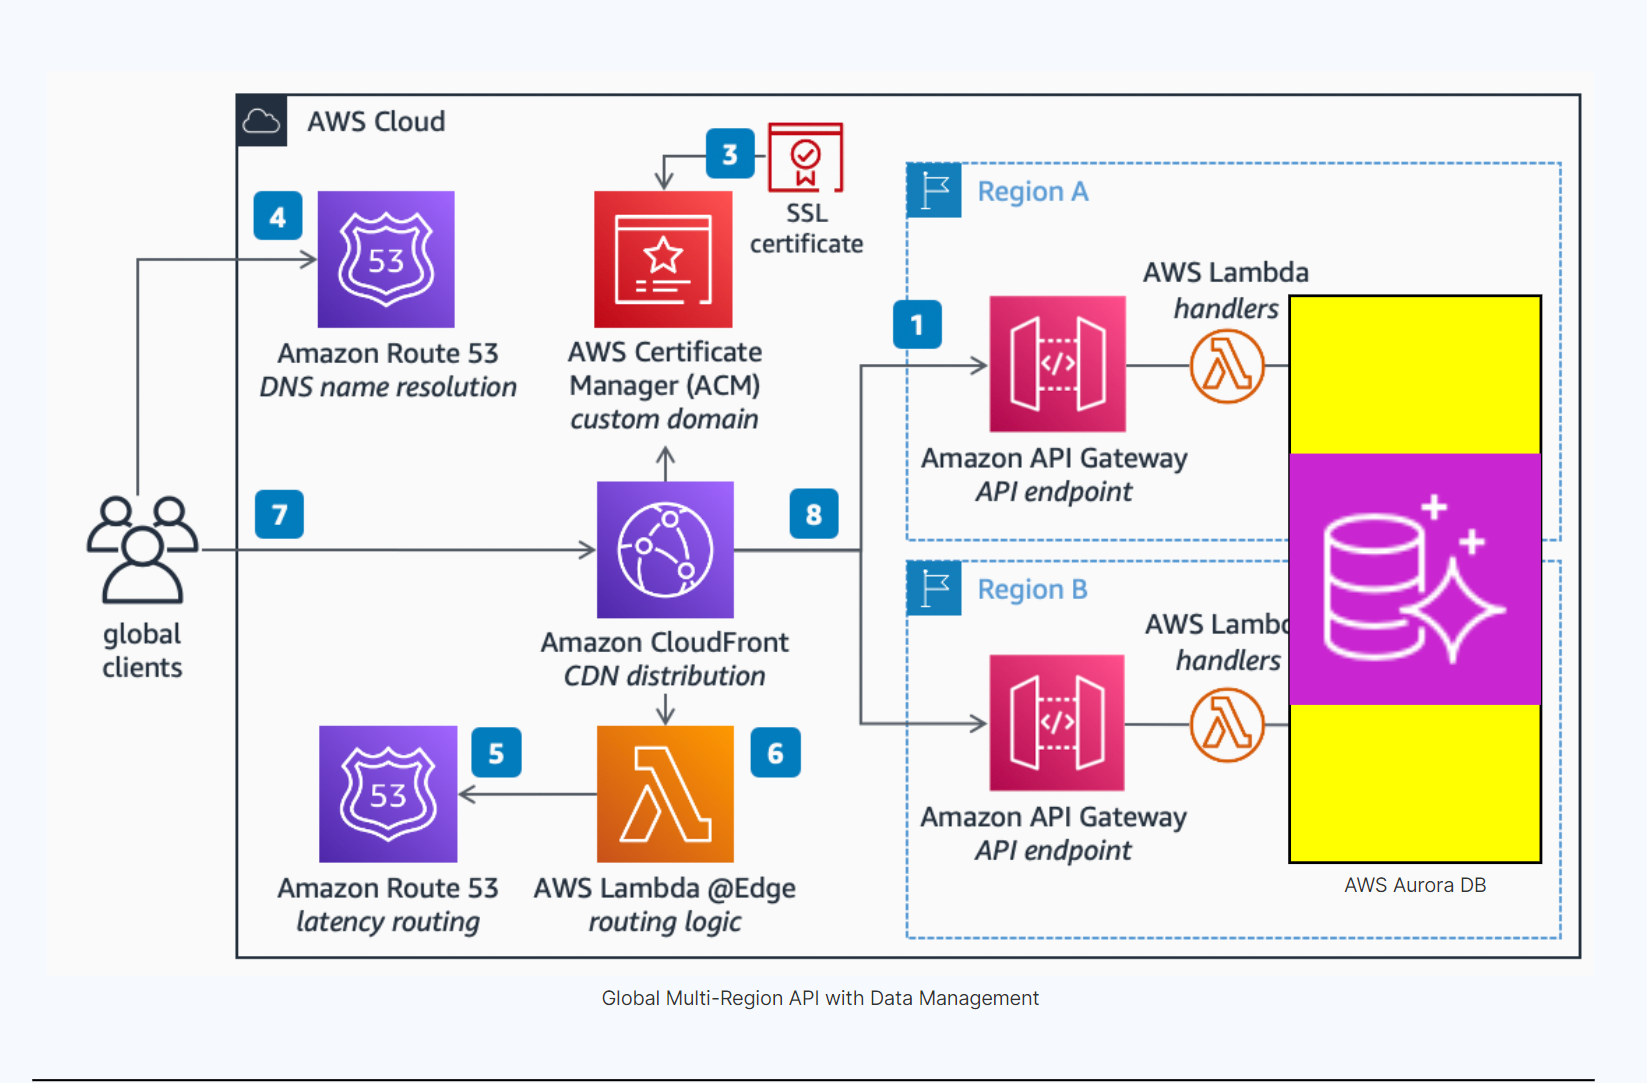 AWS Cloud
3
SSL
certificate
4
53
Amazon Route 53
DNS name resolution
AWS Certificate
Manager (ACM)
custom domain
Region A
1
AWS Lambda
handlers
</>
Amazon API Gateway
API endpoint
7
global
clients
Amazon CloudFront
CDN distribution
8
Region B
AWS Lambd
handlers
</>
Amazon API Gateway
API endpoint
53
5
6
Amazon Route 53
latency routing
AWS Lambda @Edge
routing logic
AWS Aurora DB
Global Multi-Region API with Data Management